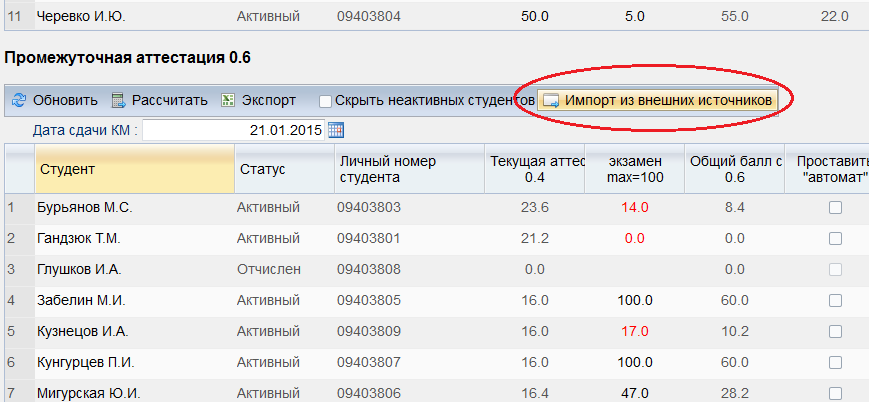 11 Черевко И.Ю. Активный 09403804 50.0 5.0 55.0 22.0
Промежуточная аттестация 0.6
Обновить Рассчитать Экспорт Скрыть неактивных студентов Импорт из внешних источников
Дата сдачи КМ : 21.01.2015
Студент Статус Личный номер студента Текущая аттес 0.4 экзамен max=100 Общий балл с 0.6 Проставить "автомат"
1 Бурьянов М.С. Активный 09403803 23.6 14.0 8.4
2 Гандзюк Т.М. Активный 09403801 21.2 0.0 0.0
3 Глушков И.А. Отчислен 09403808 0.0 0.0
4 Забелин М.И. Активный 09403805 16.0 100.0 60.0
5 Кузнецов И.А. Активный 09403809 16.0 17.0 10.2
6 Кунгурцев П.И. Активный 09403807 16.0 100.0 60.0
7 Мигурская Ю.И. Активный 09403806 16.4 47.0 28.2